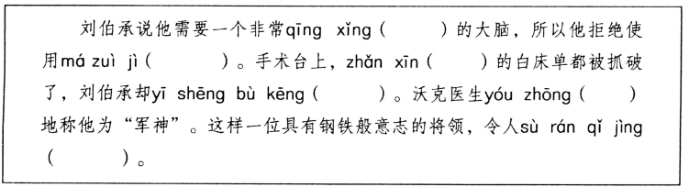 刘伯承说他需要一个非常qīng xǐng（　　　）的大脑，所以他拒绝使
用má zuì jì（　　　）。手术台上，zhǎn xīn（　　　）的白床单都被抓破
了，刘伯承却yī shēng bù kēng（　　　）。沃克医生yóu zhōng（　　　）
地称他为“军神”。这样一位具有钢铁般意志的将领，令人sù rán qǐ jìng
（　　　）。